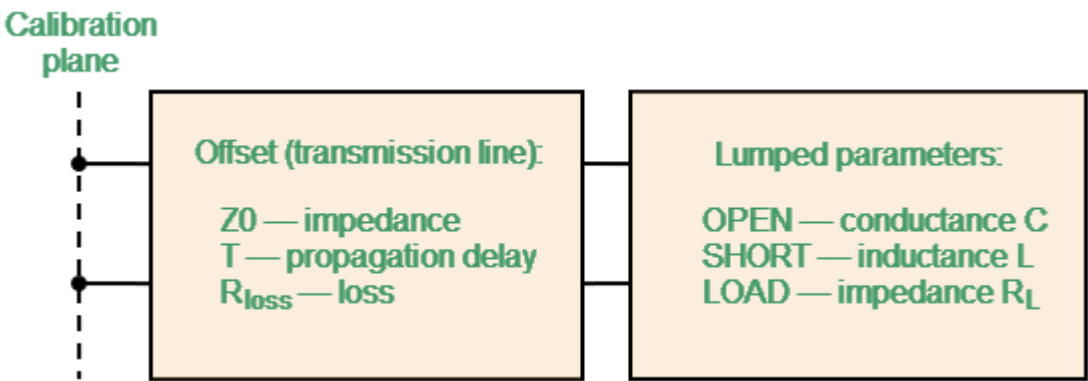 Calibration
plane
Offset (transmission line):
Z0 — impedance
T — propagation delay
Rloss — loss
Lumped parameters:
OPEN — conductance C
SHORT — inductance L
LOAD — impedance RL